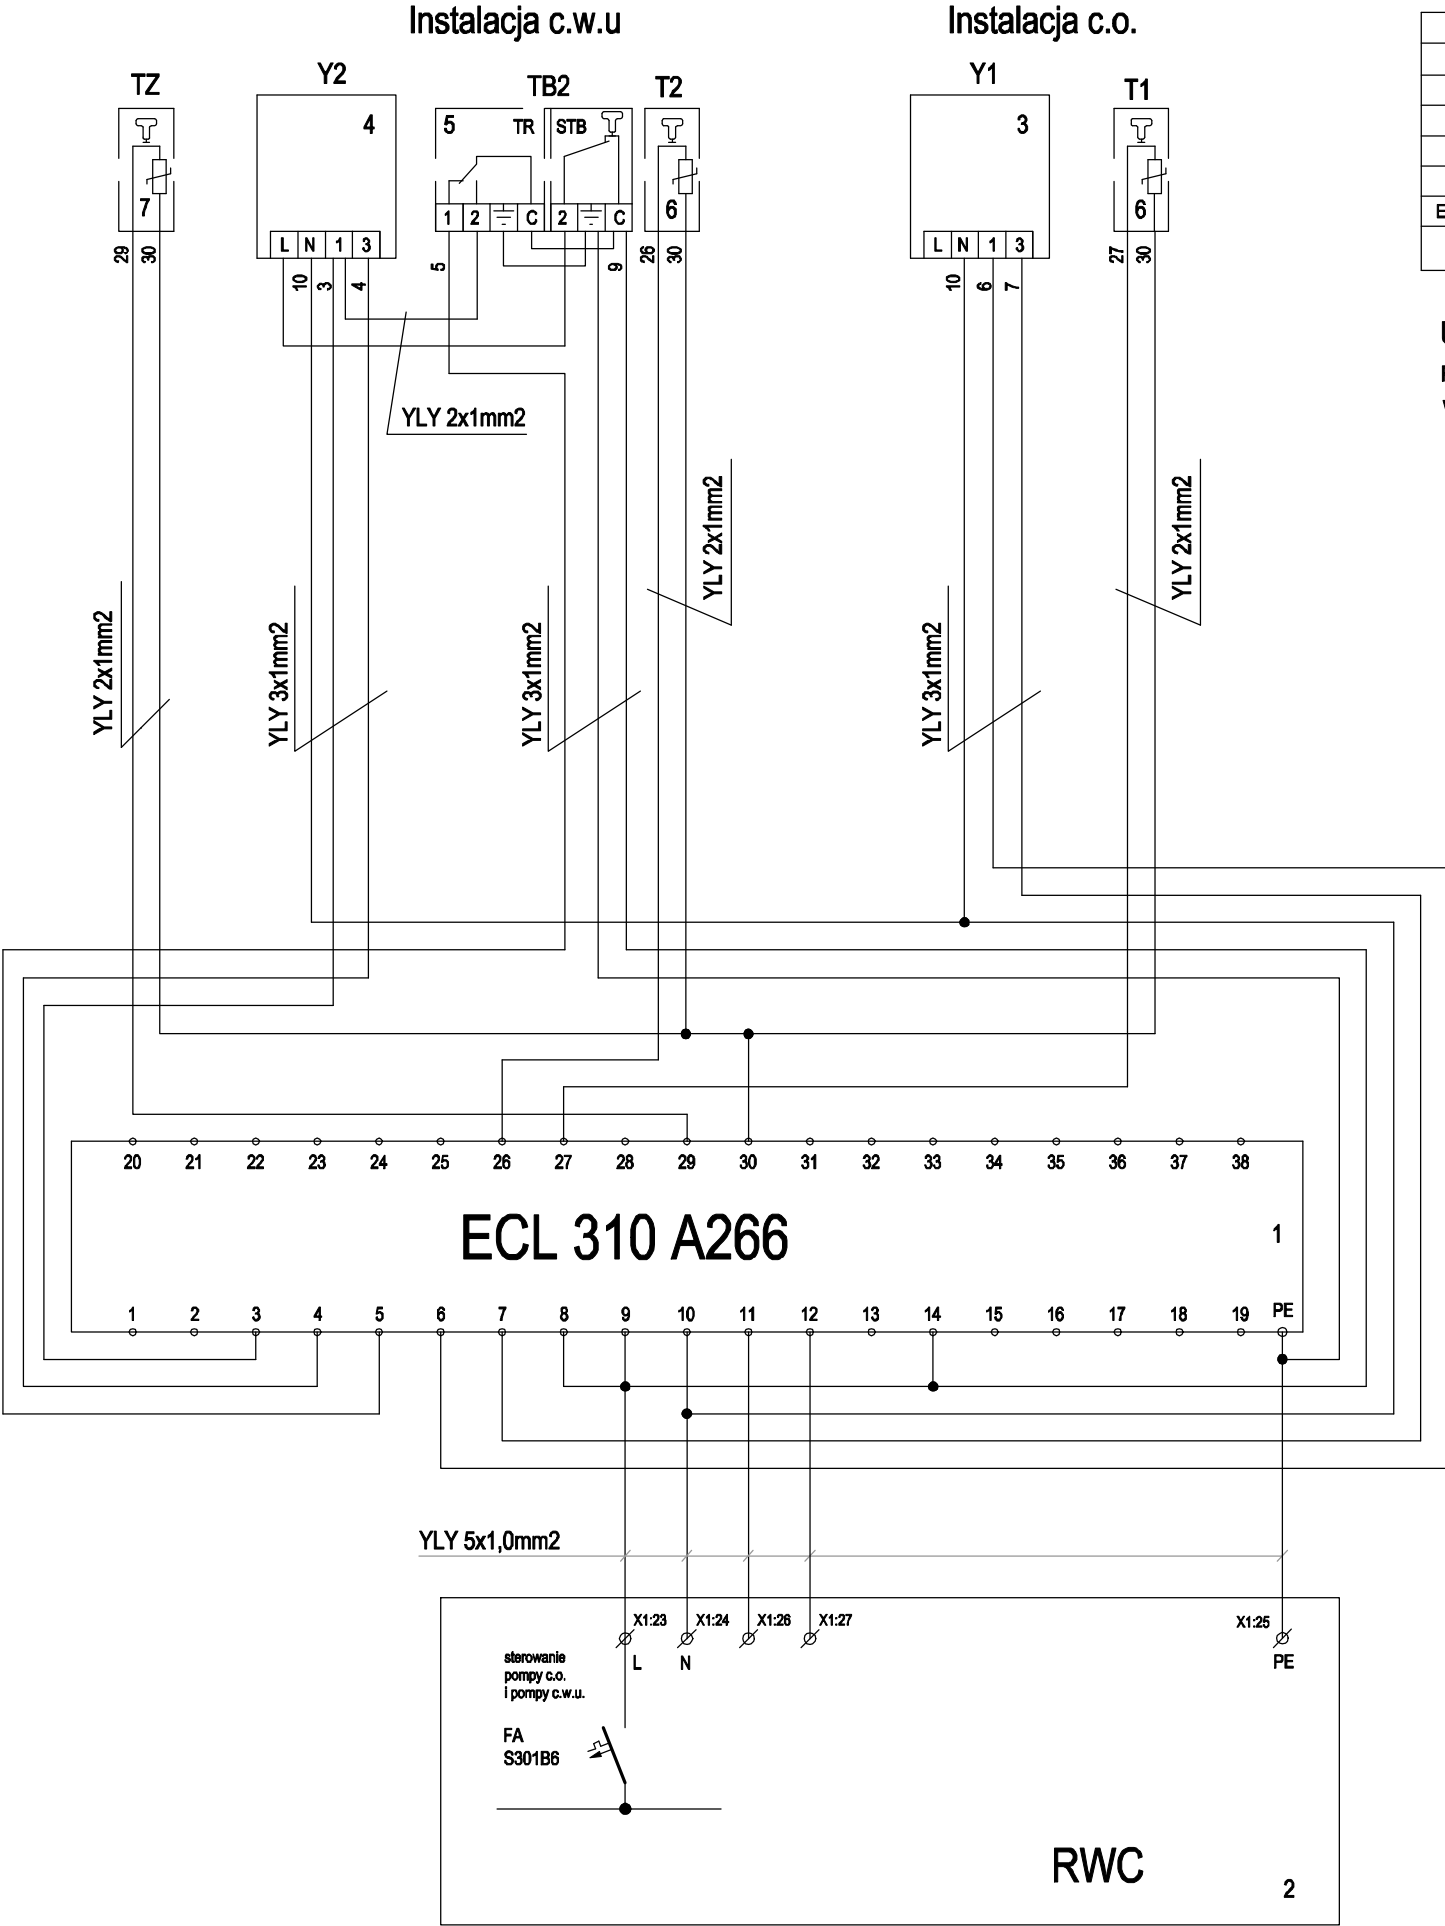 Instalacja c.w.u
Instalacja c.o.
TZ
Y2
TB2
T2
Y1
T1
4
5
TR
STB
3
7
6
6
1
2
C
2
C
L
N
1
3
L
N
1
3
29
30
10
3
4
5
9
26
30
10
6
7
27
30
E
YLY 2x1mm2
YLY 2x1mm2
YLY 2x1mm2
YLY 2x1mm2
YLY 3x1mm2
YLY 3x1mm2
YLY 3x1mm2
20 21 22 23 24 25 26 27 28 29 30 31 32 33 34 35 36 37 38
ECL 310 A266
1
1 2 3 4 5 6 7 8 9 10 11 12 13 14 15 16 17 18 19 PE
YLY 5x1,0mm2
X1:23
X1:24
X1:26
X1:27
X1:25
L
N
PE
sterowanie
pompy c.o.
i pompy c.w.u.
FA
S301B6
RWC
2